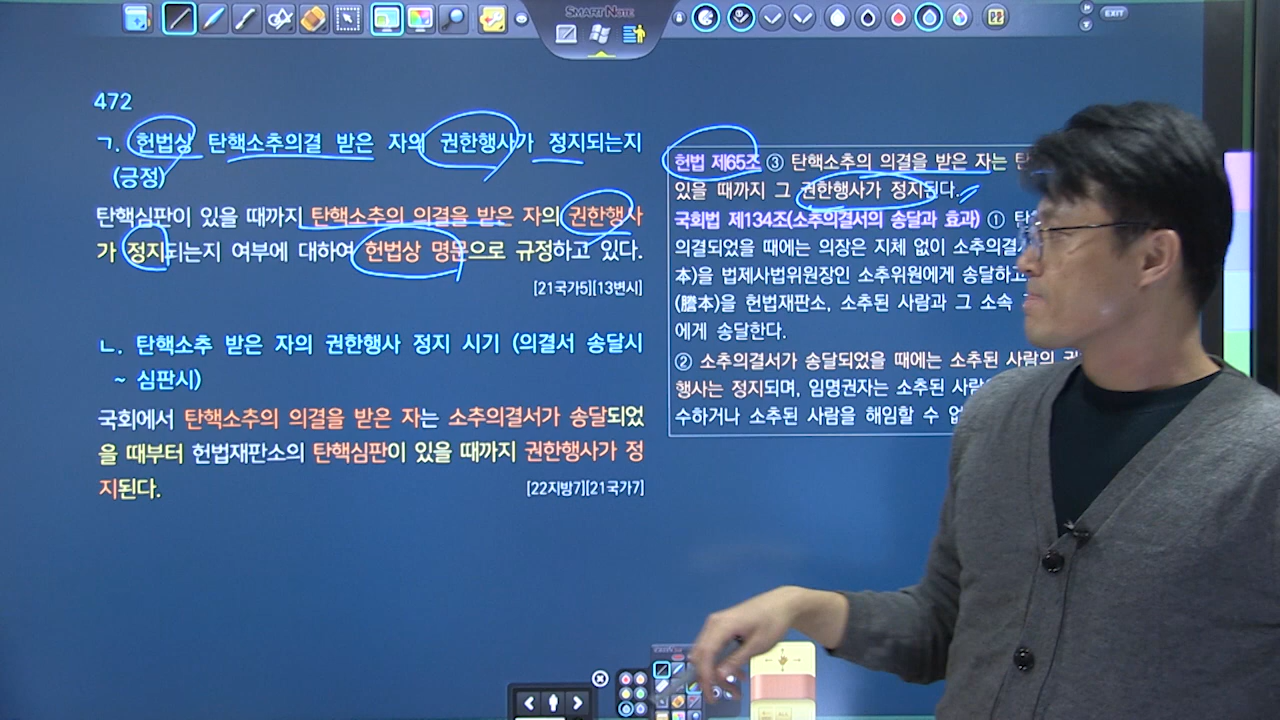 SMART NOTE
EXIT
472
ㄱ. 헌법상 탄핵소추의결 받은 자의 권한행사가 정지되는지
(긍정)
탄핵심판이 있을 때까지 탄핵소추의 의결을 받은 자의 권한행사
가 정지되는지 여부에 대하여 헌법상 명문으로 규정하고 있다.
[21국가5][13변시]
ㄴ. 탄핵소추 받은 자의 권한행사 정지 시기 (의결서 송달시
~ 심판시)
국회에서 탄핵소추의 의결을 받은 자는 소추의결서가 송달되었
을 때부터 헌법재판소의 탄핵심판이 있을 때까지 권한행사가 정
지된다.
[22지방7][21국가7]
헌법 제65조 ③ 탄핵소추의 의결을 받은 자는
있을 때까지 그 권한행사가 정지된다.
국회법 제134조(소추의결서의 송달과 효과) ①
의결되었을 때에는 의장은 지체 없이 소추의결
本)을 법제사법위원장인 소추위원에게 송달하고
(謄本)을 헌법재판소, 소추된 사람과 그 소속
에게 송달한다.
② 소추의결서가 송달되었을 때에는 소추된 사람의
행사는 정지되며, 임명권자는 소추된 사람
수하거나 소추된 사람을 해임할 수